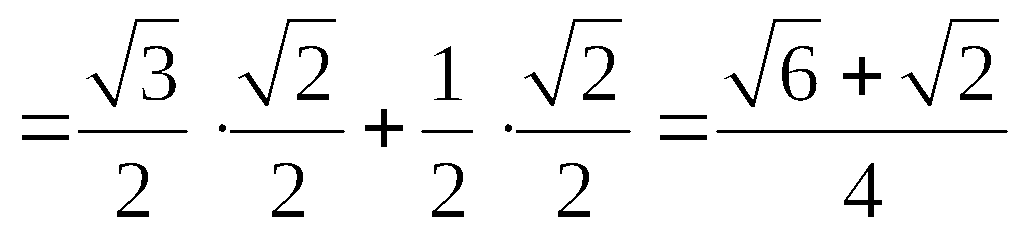 = √3/2 · √2/2 + 1/2 · √2/2 = (√6 + √2)/4